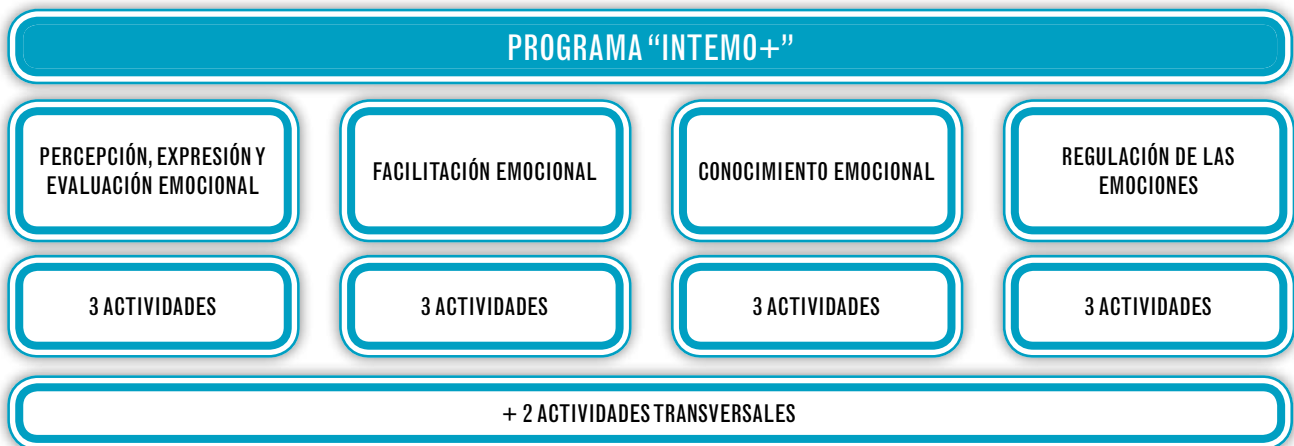 PROGRAMA “INTEMO+”
PERCEPCIÓN, EXPRESIÓN Y
EVALUACIÓN EMOCIONAL
FACILITACIÓN EMOCIONAL
CONOCIMIENTO EMOCIONAL
REGULACIÓN DE LAS
EMOCIONES
3 ACTIVIDADES
3 ACTIVIDADES
3 ACTIVIDADES
3 ACTIVIDADES
+ 2 ACTIVIDADES TRANSVERSALES